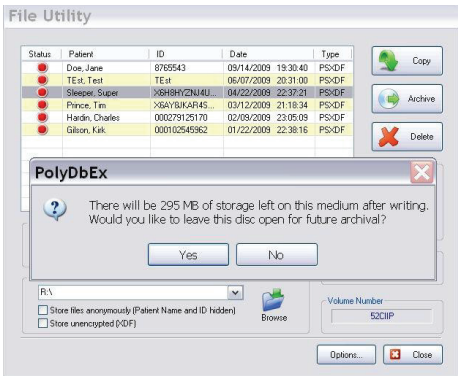 File Utility
Status Patient ID Date Type
Doe, Jane 8765543 09/14/2009 19:30:40 PSXDF
TEst, Test TEst 06/07/2009 20:31:00 PSXDF
Sleeper, Super X6H8HYZNJ4U... 04/22/2009 22:37:21 PSXDF
Prince, Tim X6AY8JKAR4S... 03/12/2009 21:18:34 PSXDF
Hardin, Charles 000279125170 02/09/2009 23:05:09 PSXDF
Gilson, Kirk 000102545962 01/22/2009 22:38:16 PSXDF
Copy
Archive
Delete
PolyDbEx
There will be 295 MB of storage left on this medium after writing.
Would you like to leave this disc open for future archival?
Yes No
R:\
Browse
Store files anonymously (Patient Name and ID hidden)
Store unencrypted (XDF)
Volume Number
52CIIP
Options... Close